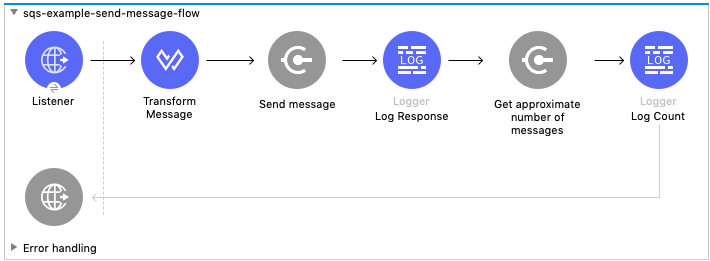 sqs-example-send-message-flow
LOG
LOG
Listener
Transform
Message
Send message
Logger
Log Response
Get approximate
number of
messages
Logger
Log Count
Error handling